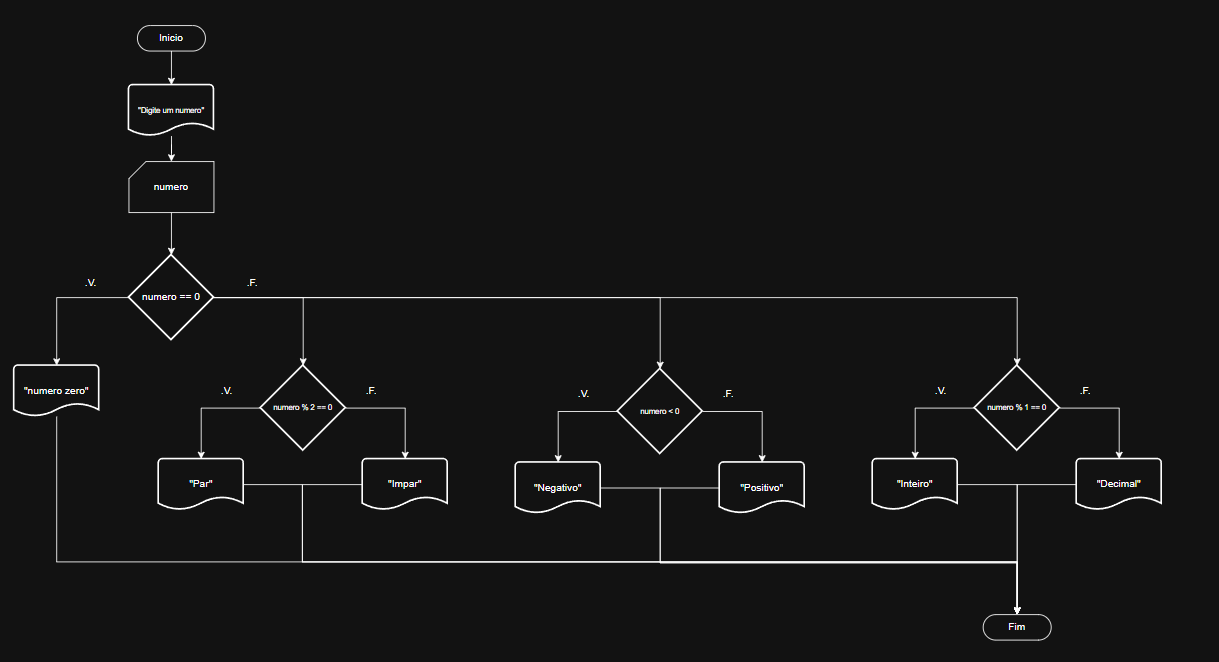 Inicio
"Digite um numero"
numero
.V.
.F.
numero == 0
"numero zero"
.V.
.F.
numero % 2 == 0
"Par"
"Impar"
.V.
.F.
numero < 0
"Negativo"
"Positivo"
.V.
.F.
numero % 1 == 0
"Inteiro"
"Decimal"
Fim